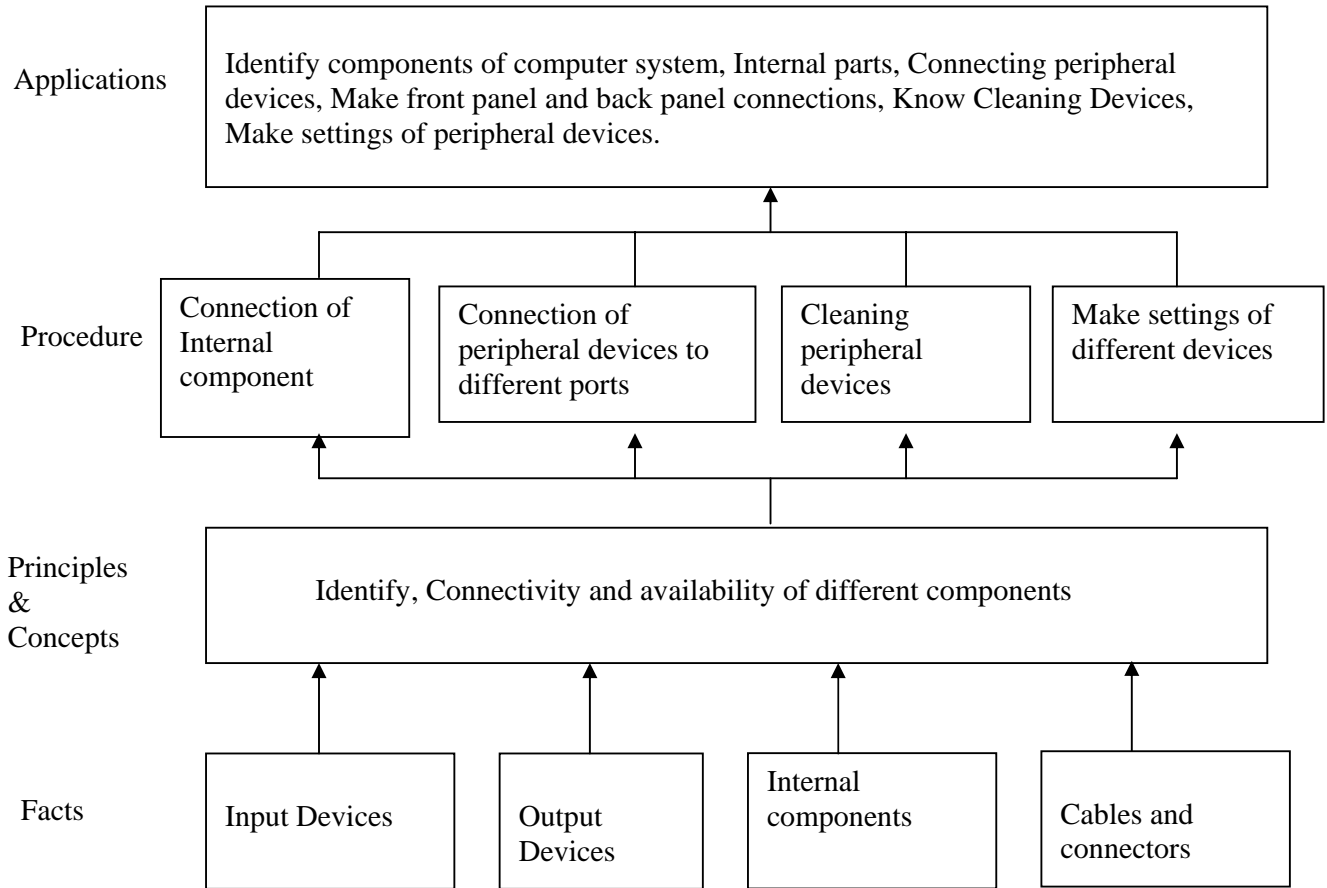 Applications
Identify components of computer system, Internal parts, Connecting peripheral
devices, Make front panel and back panel connections, Know Cleaning Devices,
Make settings of peripheral devices.
Procedure
Connection of
Internal
component
Connection of
peripheral devices to
different ports
Cleaning
peripheral
devices
Make settings of
different devices
Principles
&
Concepts
Identify, Connectivity and availability of different components
Facts
Input Devices
Output
Devices
Internal
components
Cables and
connectors